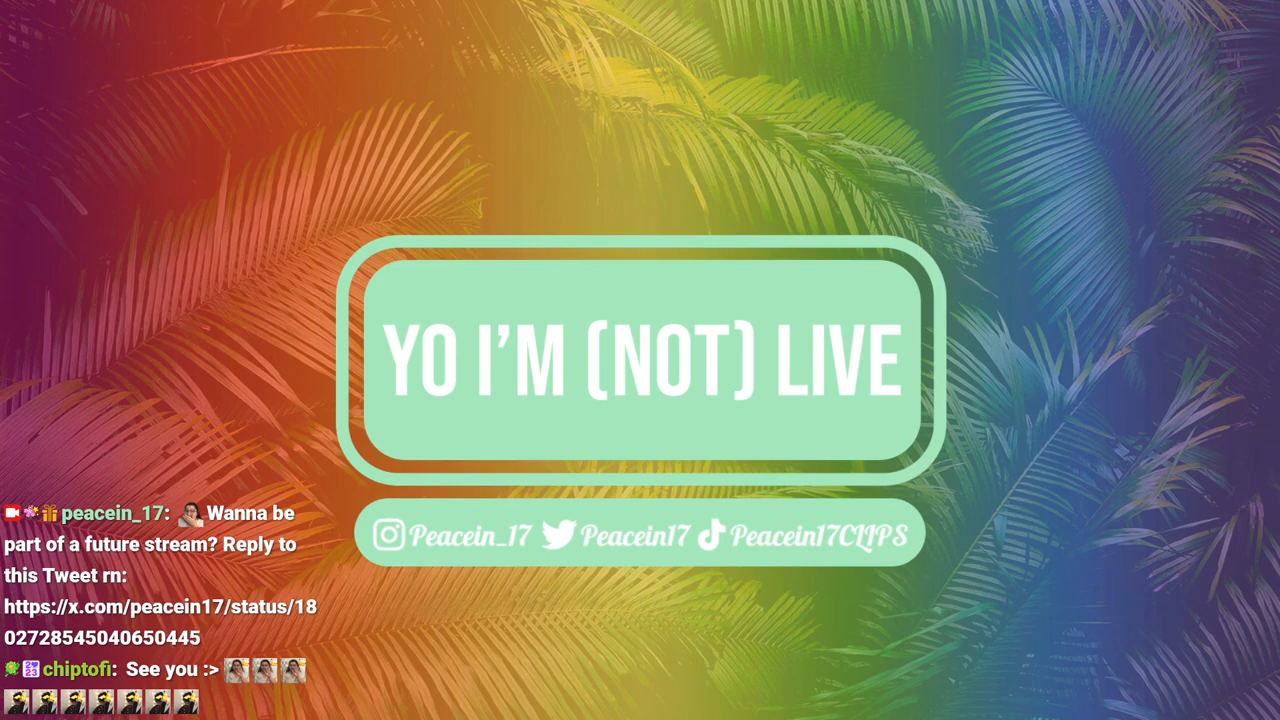 YO I'M (NOT) LIVE
Peacein_17 Peacein17 Peacein17CLIPS
peacein_17: Wanna be
part of a future stream? Reply to
this Tweet rn:
https://x.com/peacein17/status/18
02728545040650445
chiptofi: See you :>